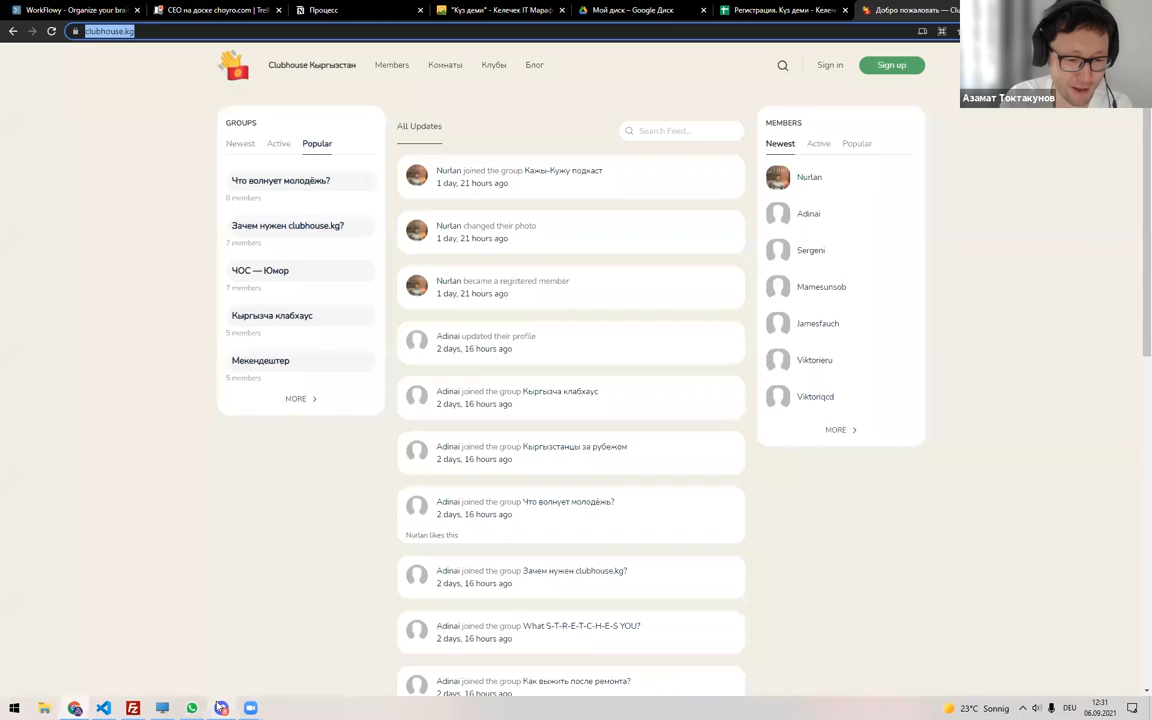 WorkFlowy - Organize your brai
CEO на доске choyro.com | Trell
Процесс
"Куз деми" - Келечек IT Мараф
Мой диск – Google Диск
Регистрация. Куз деми - Келечек
Добро пожаловать — Clu
clubhouse.kg
Азамат Токтакунов
Clubhouse Кыргызстан
Members
Комнаты
Клубы
Блог
Sign in
Sign up
GROUPS
Newest
Active
Popular
Что волнует молодёжь?
8 members
Зачем нужен clubhouse.kg?
7 members
ЧОС — Юмор
7 members
Кыргызча клабхаус
5 members
Мекендештер
5 members
MORE
All Updates
Search Feed...
Nurlan joined the group Кажы-Кужу подкаст
1 day, 21 hours ago
Nurlan changed their photo
1 day, 21 hours ago
Nurlan became a registered member
1 day, 21 hours ago
Adinai updated their profile
2 days, 16 hours ago
Adinai joined the group Кыргызча клабхаус
2 days, 16 hours ago
Adinai joined the group Кыргызстанцы за рубежом
2 days, 16 hours ago
Adinai joined the group Что волнует молодёжь?
2 days, 16 hours ago
Nurlan likes this
Adinai joined the group Зачем нужен clubhouse.kg?
2 days, 16 hours ago
Adinai joined the group What S-T-R-E-T-C-H-E-S YOU?
2 days, 16 hours ago
Adinai joined the group Как выжить после ремонта?
2 days, 16 hours ago
MEMBERS
Newest
Active
Popular
Nurlan
Adinai
Sergerii
Mamesunsob
Jamesfauch
Viktorieru
Viktoriqcd
MORE
23°C Sonnig
DEU
12:31
06.09.2021